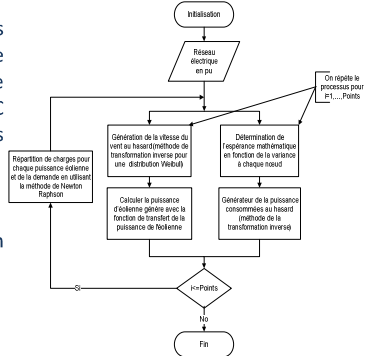 Initialisation
Réseau
électrique
en pu
On répète le
processus pour
i=1,...,Points
Génération de la vitesse du
vent au hasard(méthode de
transformation inverse pour
une distribution Weibull)
Détermination de
l'espérance mathématique
en fonction de la variance
à chaque nœud
Répartition de charges pour
chaque puissance éolienne
et de la demande en utilisant
la méthode de Newton
Raphson
Calculer la puissance
d'éolienne génère avec la
fonction de transfert de la
puissance de l'éolienne
Générateur de la puissance
consommées au hasard
(méthode de la
transformation inverse)
Si
i<=Points
No
Fin